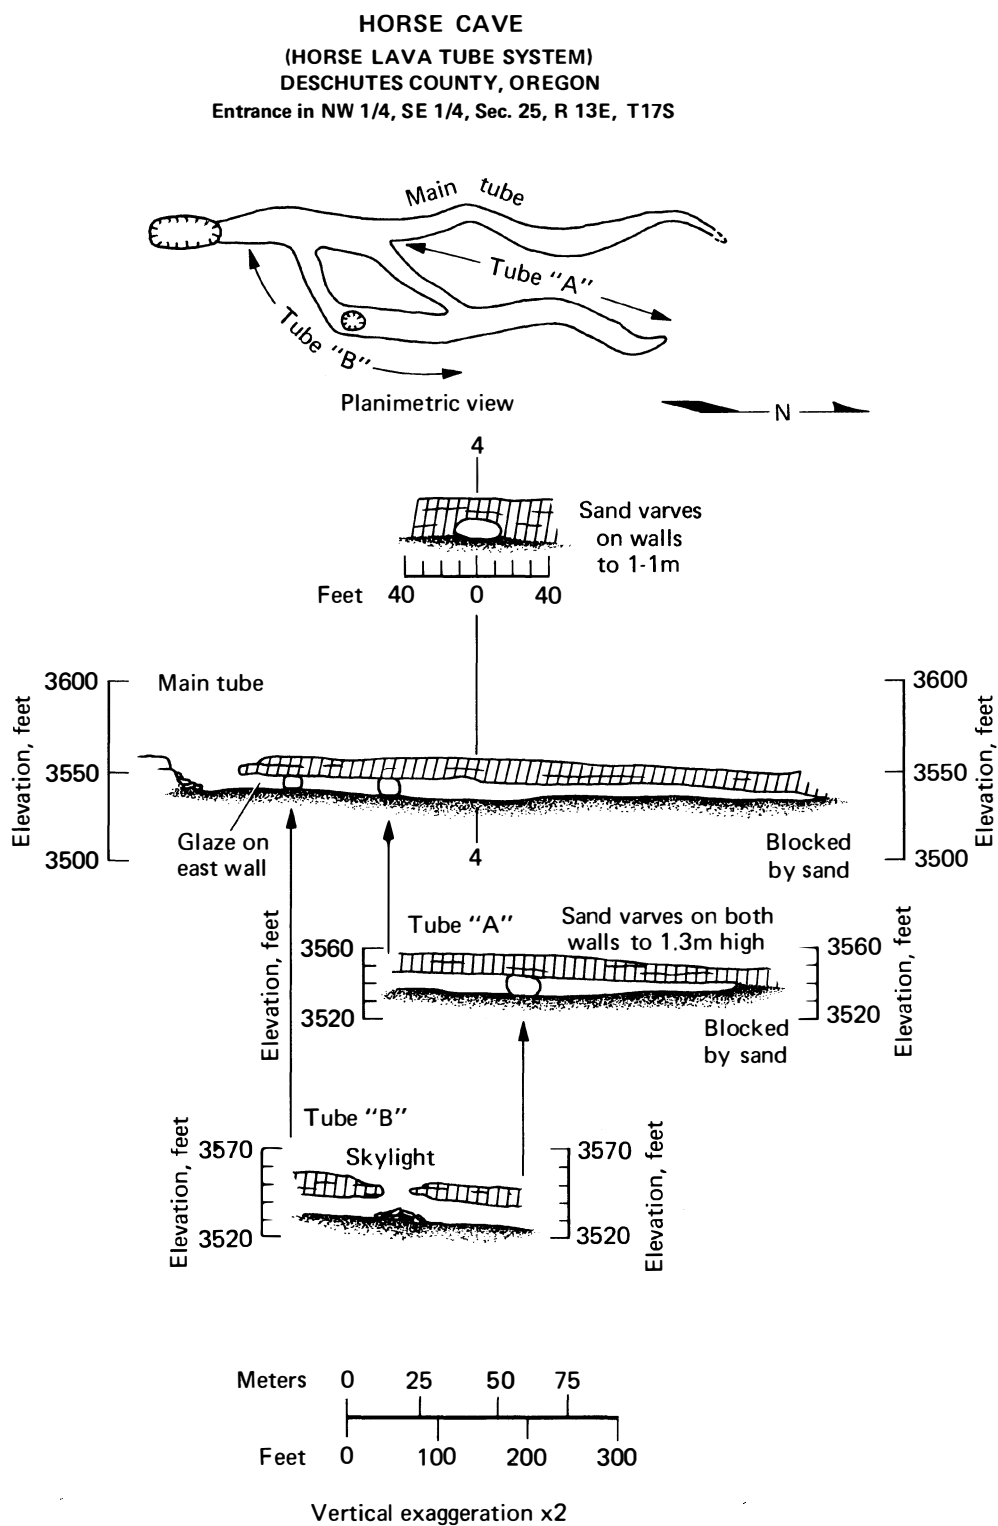 HORSE CAVE
(HORSE LAVA TUBE SYSTEM)
DESCHUTES COUNTY, OREGON
Entrance in NW 1/4, SE 1/4, Sec. 25, R 13E, T17S
Main tube
Tube "A"
Tube "B"
Planimetric view
N
4
Sand varves
on walls
to 1-1m
Feet 40 0 40
Elevation, feet
3600
3550
3500
Main tube
3600
3550
3500
Elevation, feet
Glaze on
east wall
4
Blocked
by sand
Elevation, feet
3560
3520
Tube "A"
Sand varves on both
walls to 1.3m high
3560
3520
Elevation, feet
Blocked
by sand
Tube "B"
Elevation, feet
3570
3520
Skylight
3570
3520
Elevation, feet
Meters 0 25 50 75
Feet 0 100 200 300
Vertical exaggeration x2